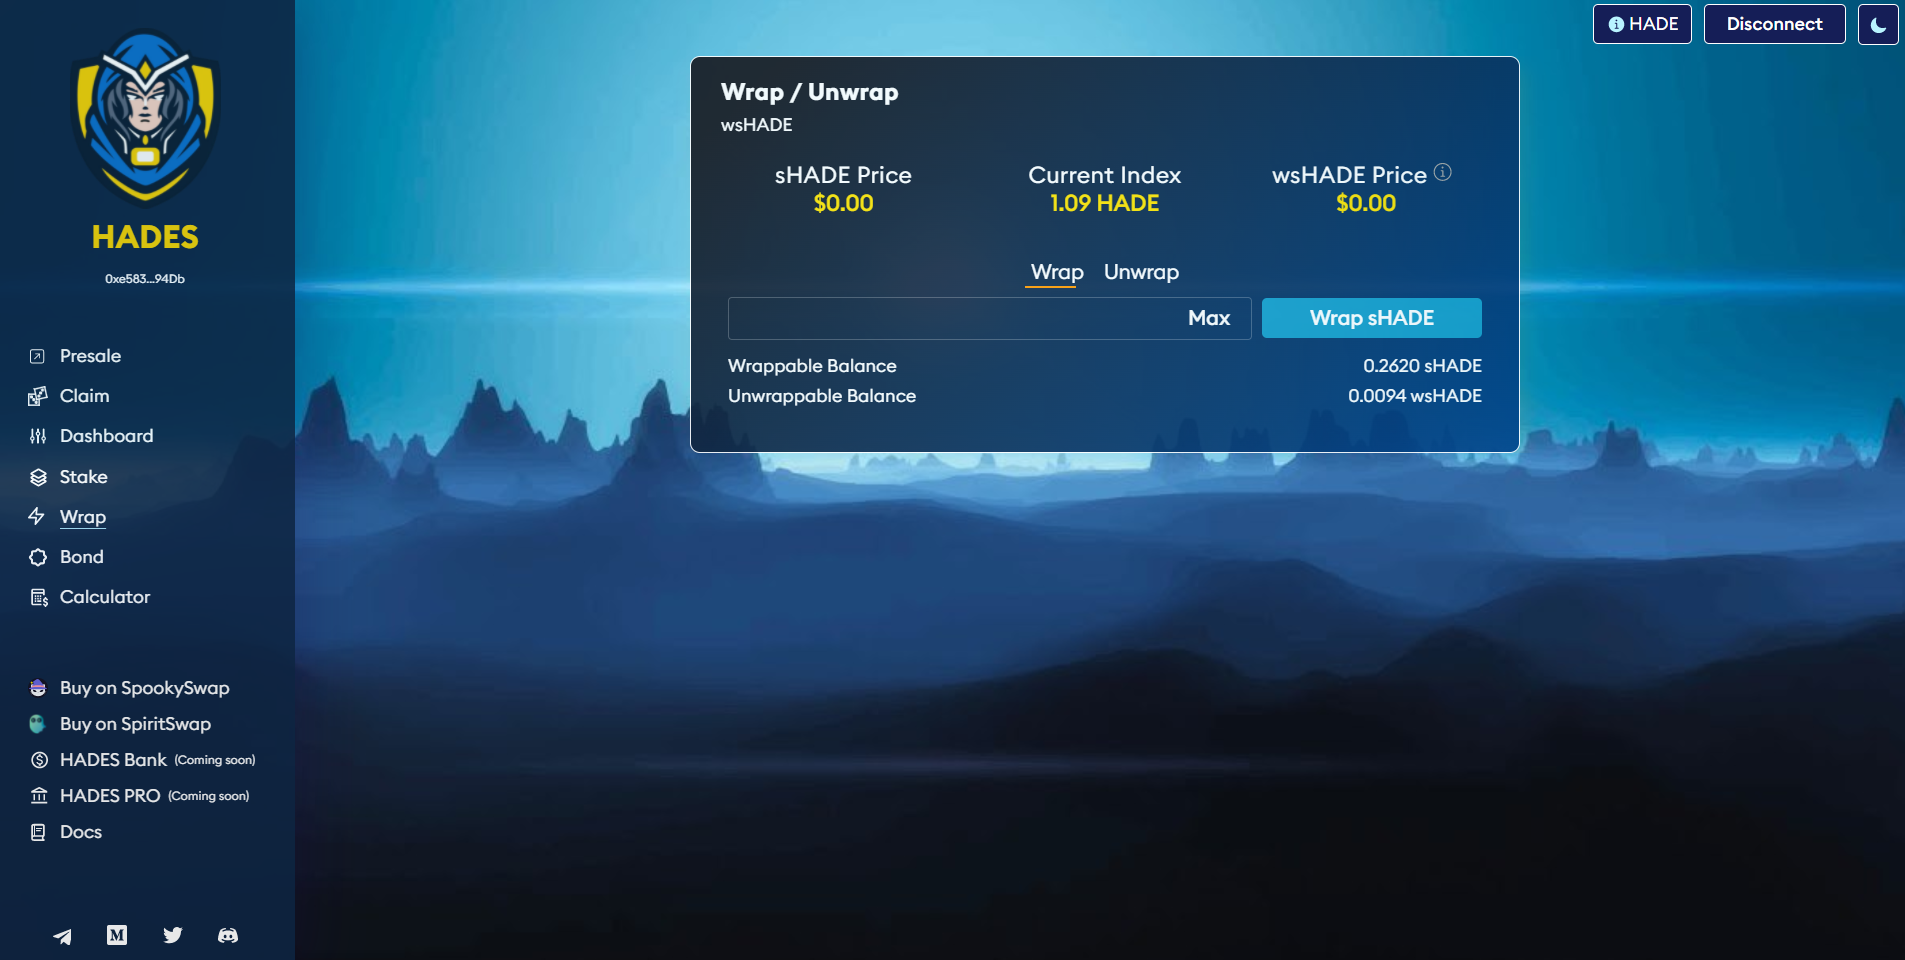 HADES
0xe583...94Db
Presale
Claim
Dashboard
Stake
Wrap
Bond
Calculator
Buy on SpookySwap
Buy on SpiritSwap
HADES Bank (Coming soon)
HADES PRO (Coming soon)
Docs
M
HADE
Disconnect
Wrap / Unwrap
wsHADE
sHADE Price
$0.00
Current Index
1.09 HADE
wsHADE Price
$0.00
Wrap Unwrap
Max
Wrap sHADE
Wrappable Balance 0.2620 sHADE
Unwrappable Balance 0.0094 wsHADE